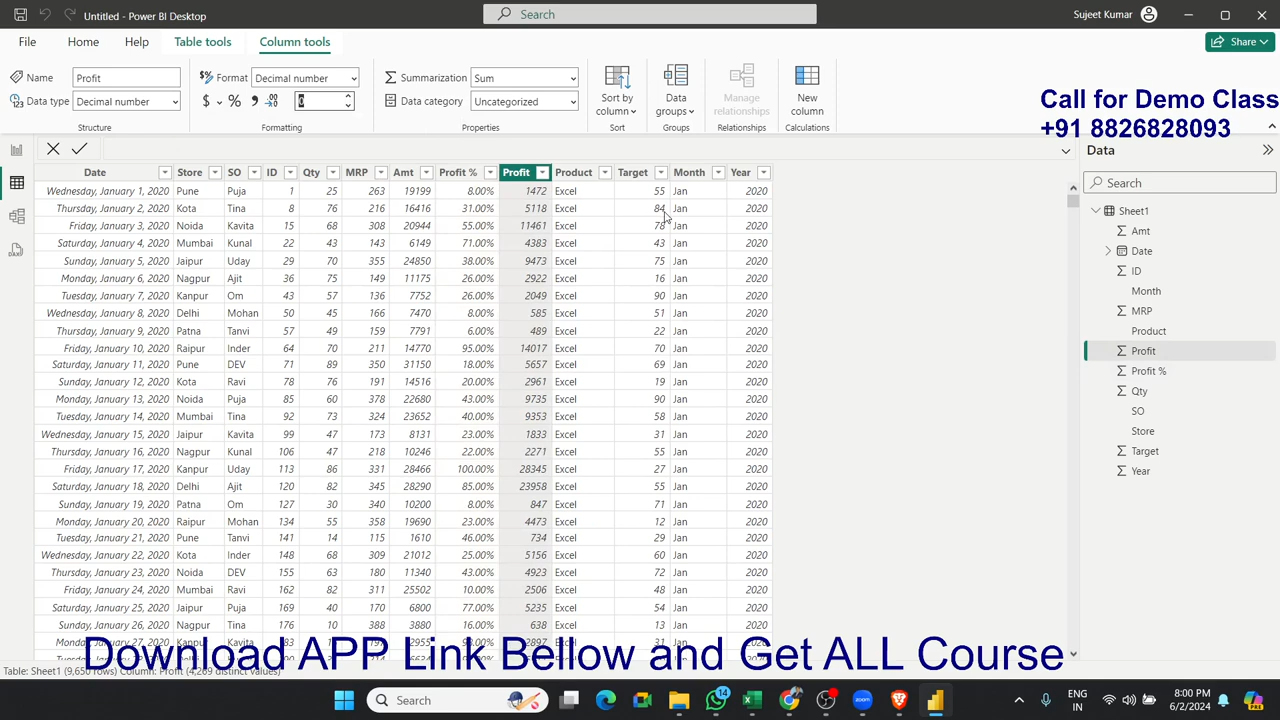 Untitled - Power BI Desktop
Search
Sujeet Kumar
File Home Help Table tools Column tools
Share
Name Profit
Format Decimal number
Summarization Sum
Data type Decimal number
$ % 0
Data category Uncategorized
Sort by column
Data groups
Manage relationships
New column
Structure Formatting Properties Sort Groups Relationships Calculations
Call for Demo Class
+91 8826828093
Data
Search
Sheet1
Amt
Date
ID
Month
MRP
Product
Profit
Profit %
Qty
SO
Store
Target
Year
Date Store SO ID Qty MRP Amt Profit % Profit Product Target Month Year
Wednesday, January 1, 2020 Pune Puja 1 25 263 19199 8.00% 1472 Excel 55 Jan 2020
Thursday, January 2, 2020 Kota Tina 8 76 216 16416 31.00% 5118 Excel 84 Jan 2020
Friday, January 3, 2020 Noida Kavita 15 68 308 20944 55.00% 11461 Excel 78 Jan 2020
Saturday, January 4, 2020 Mumbai Kunal 22 43 143 6149 71.00% 4383 Excel 43 Jan 2020
Sunday, January 5, 2020 Jaipur Uday 29 70 355 24850 38.00% 9473 Excel 75 Jan 2020
Monday, January 6, 2020 Nagpur Ajit 36 75 149 11175 26.00% 2922 Excel 16 Jan 2020
Tuesday, January 7, 2020 Kanpur Om 43 57 136 7752 26.00% 2049 Excel 90 Jan 2020
Wednesday, January 8, 2020 Delhi Mohan 50 45 166 7470 8.00% 585 Excel 51 Jan 2020
Thursday, January 9, 2020 Patna Tanvi 57 49 159 7791 6.00% 489 Excel 22 Jan 2020
Friday, January 10, 2020 Raipur Inder 64 70 211 14770 95.00% 14017 Excel 70 Jan 2020
Saturday, January 11, 2020 Pune DEV 71 89 350 31150 18.00% 5657 Excel 69 Jan 2020
Sunday, January 12, 2020 Kota Ravi 78 76 191 14516 20.00% 2961 Excel 19 Jan 2020
Monday, January 13, 2020 Noida Puja 85 60 378 22680 43.00% 9735 Excel 90 Jan 2020
Tuesday, January 14, 2020 Mumbai Tina 92 73 324 23652 40.00% 9353 Excel 58 Jan 2020
Wednesday, January 15, 2020 Jaipur Kavita 99 47 173 8131 23.00% 1833 Excel 31 Jan 2020
Thursday, January 16, 2020 Nagpur Kunal 106 47 218 10246 22.00% 2271 Excel 55 Jan 2020
Friday, January 17, 2020 Kanpur Uday 113 86 331 28466 100.00% 28345 Excel 27 Jan 2020
Saturday, January 18, 2020 Delhi Ajit 120 82 345 28290 85.00% 23958 Excel 55 Jan 2020
Sunday, January 19, 2020 Patna Om 127 30 340 10200 8.00% 847 Excel 71 Jan 2020
Monday, January 20, 2020 Raipur Mohan 134 55 358 19690 23.00% 4473 Excel 12 Jan 2020
Tuesday, January 21, 2020 Pune Tanvi 141 14 115 1610 46.00% 734 Excel 29 Jan 2020
Wednesday, January 22, 2020 Kota Inder 148 68 309 21012 25.00% 5156 Excel 60 Jan 2020
Thursday, January 23, 2020 Noida DEV 155 63 180 11340 43.00% 4923 Excel 72 Jan 2020
Friday, January 24, 2020 Mumbai Ravi 162 82 311 25502 10.00% 2506 Excel 48 Jan 2020
Saturday, January 25, 2020 Jaipur Puja 169 40 170 6800 77.00% 5235 Excel 54 Jan 2020
Sunday, January 26, 2020 Nagpur Tina 176 10 388 3880 16.00% 638 Excel 13 Jan 2020
Download APP Link Bellow and Get ALL Course
Table: Sheet1 (9,650 rows) Column: Profit (4,269 distinct values)
Search
14
ENG
IN
8:00 PM
6/2/2024